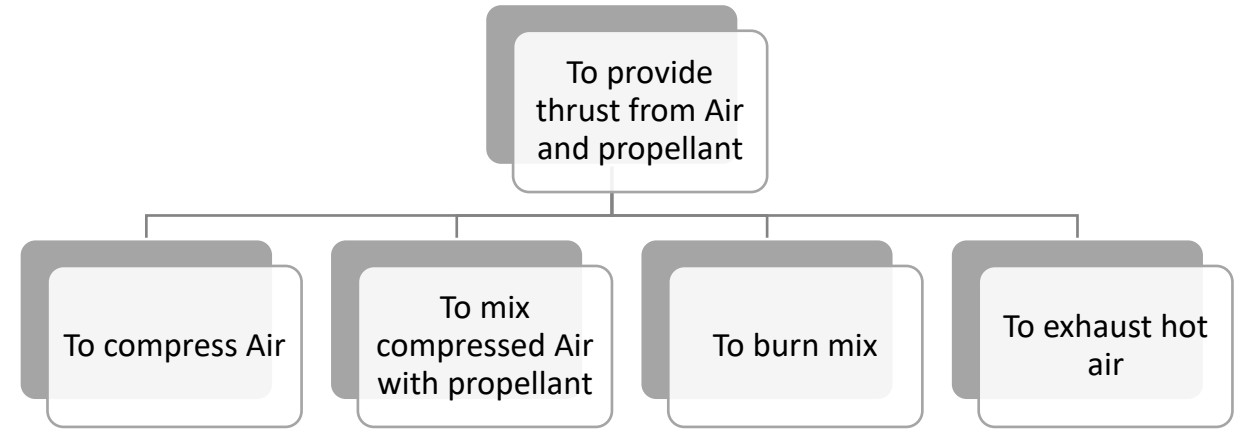 To provide
thrust from Air
and propellant
To compress Air
To mix
compressed Air
with propellant
To burn mix
To exhaust hot
air